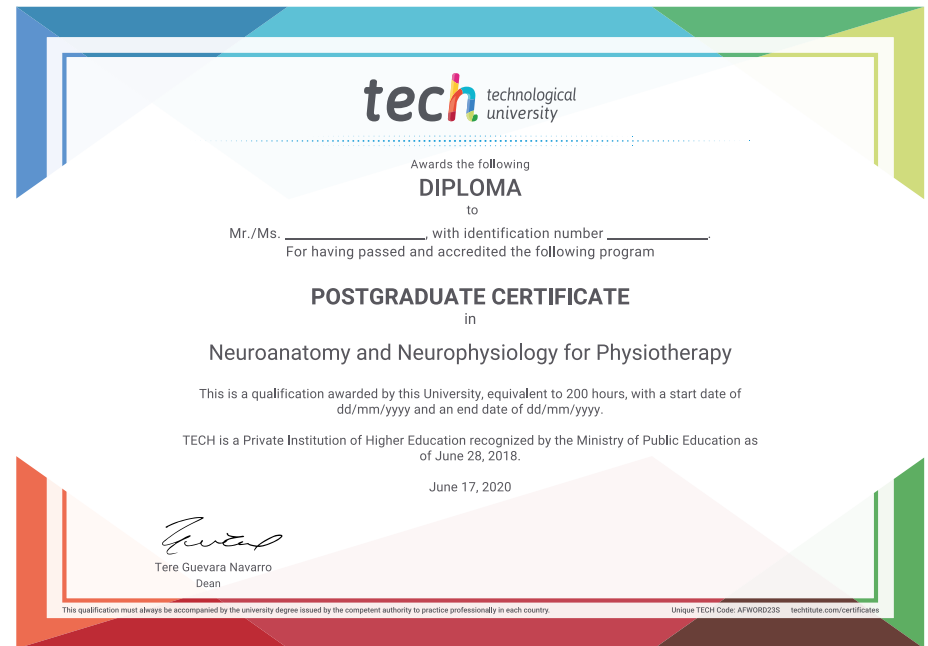 tech technological
university
Awards the following
DIPLOMA
to
Mr./Ms. ____________________, with identification number ______________.
For having passed and accredited the following program
POSTGRADUATE CERTIFICATE
in
Neuroanatomy and Neurophysiology for Physiotherapy
This is a qualification awarded by this University, equivalent to 200 hours, with a start date of
dd/mm/yyyy and an end date of dd/mm/yyyy.
TECH is a Private Institution of Higher Education recognized by the Ministry of Public Education as
of June 28, 2018.
June 17, 2020
Tere Guevara Navarro
Dean
This qualification must always be accompanied by the university degree issued by the competent authority to practice professionally in each country. Unique TECH Code: AFWORD23S techtitute.com/certificates